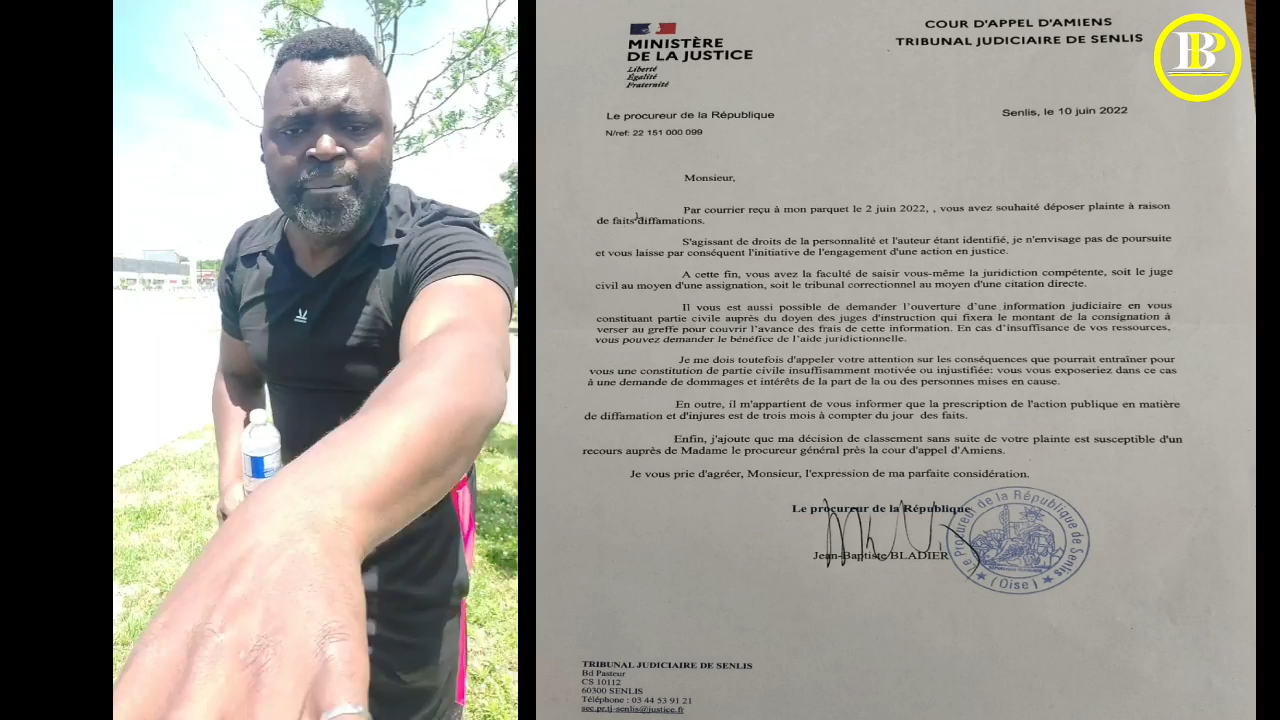 MINISTÈRE
DE LA JUSTICE
Liberté
Égalité
Fraternité
COUR D'APPEL D'AMIENS
TRIBUNAL JUDICIAIRE DE SENLIS
BP
Le procureur de la République
N/ref: 22 151 000 099
Senlis, le 10 juin 2022
Monsieur,
Par courrier reçu à mon parquet le 2 juin 2022, , vous avez souhaité déposer plainte à raison
de faits diffamations.
S'agissant de droits de la personnalité et l'auteur étant identifié, je n'envisage pas de poursuite
et vous laisse par conséquent l'initiative de l'engagement d'une action en justice.
A cette fin, vous avez la faculté de saisir vous-même la juridiction compétente, soit le juge
civil au moyen d'une assignation, soit le tribunal correctionnel au moyen d'une citation directe.
Il vous est aussi possible de demander l'ouverture d'une information judiciaire en vous
constituant partie civile auprès du doyen des juges d'instruction qui fixera le montant de la consignation à
verser au greffe pour couvrir l'avance des frais de cette information. En cas d'insuffisance de vos ressources,
vous pouvez demander le bénéfice de l'aide juridictionnelle.
Je me dois toutefois d'appeler votre attention sur les conséquences que pourrait entraîner pour
vous une constitution de partie civile insuffisamment motivée ou injustifiée: vous vous exposeriez dans ce cas
à une demande de dommages et intérêts de la part de la ou des personnes mises en cause.
En outre, il m'appartient de vous informer que la prescription de l'action publique en matière
de diffamation et d'injures est de trois mois à compter du jour des faits.
Enfin, j'ajoute que ma décision de classement sans suite de votre plainte est susceptible d'un
recours auprès de Madame le procureur général près la cour d'appel d'Amiens.
Je vous prie d'agréer, Monsieur, l'expression de ma parfaite considération.
Le procureur de la République
Jean-Baptiste BLADIER
Le Procureur de la République de Senlis
(Oise)
TRIBUNAL JUDICIAIRE DE SENLIS
Bd Pasteur
CS 10112
60300 SENLIS
Téléphone : 03 44 53 91 21
sec.pr.tj-senlis@justice.fr